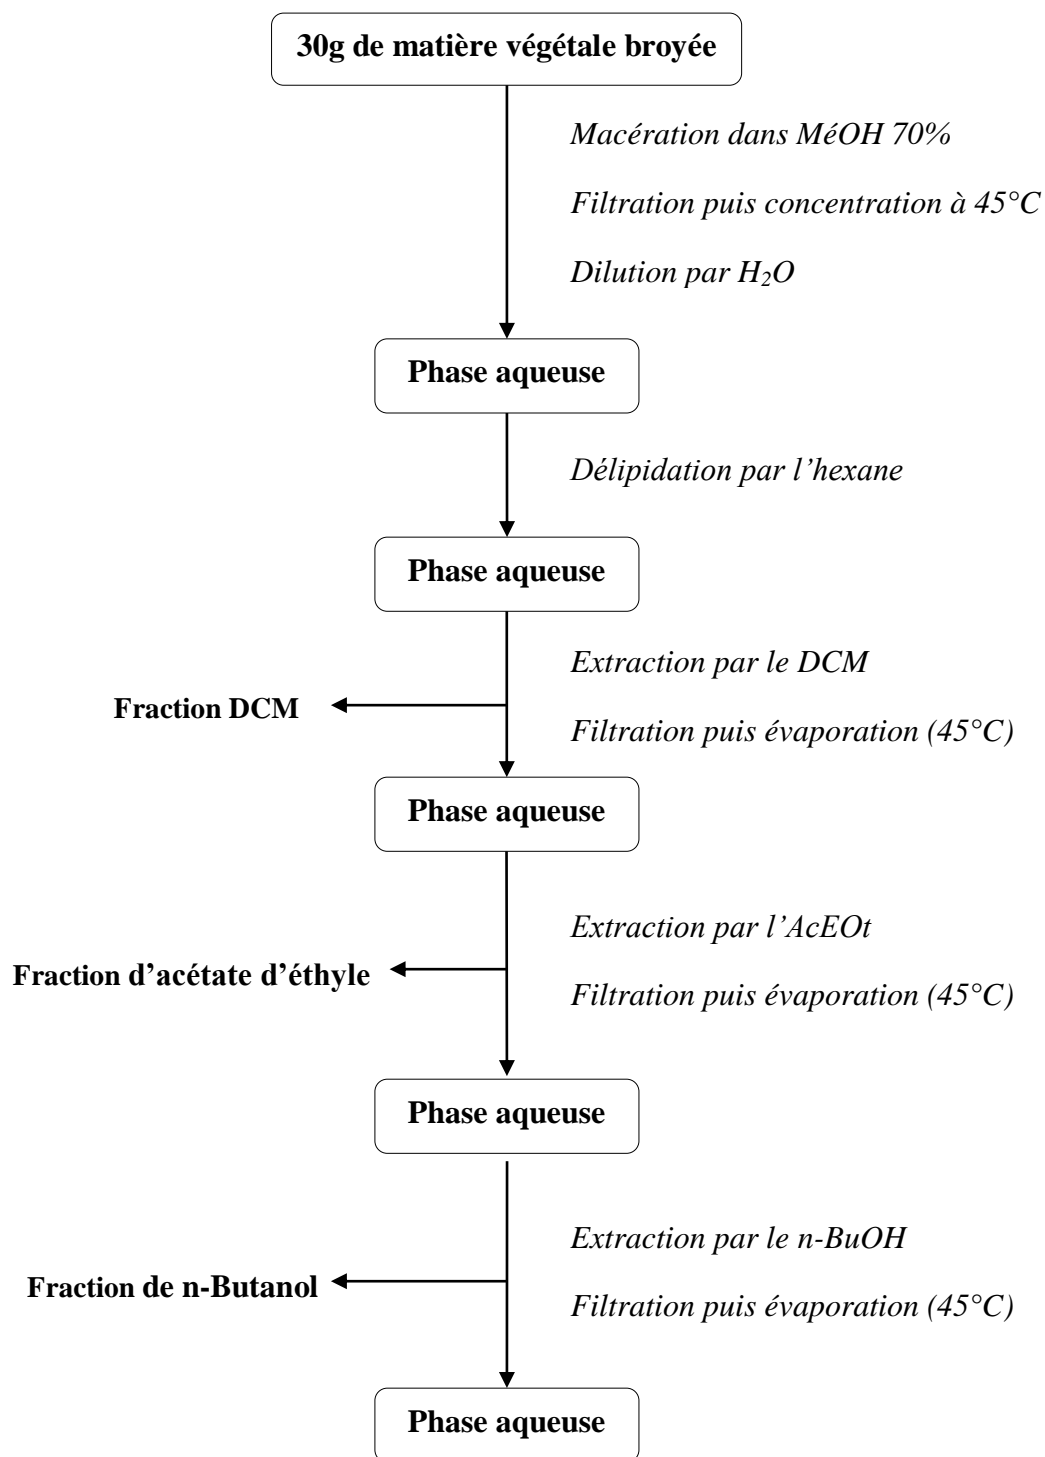 30g de matière végétale broyée
Macération dans MéOH 70%
Filtration puis concentration à 45°C
Dilution par H₂O
Phase aqueuse
Délipidation par l’hexane
Phase aqueuse
Extraction par le DCM
Fraction DCM
Filtration puis évaporation (45°C)
Phase aqueuse
Extraction par l’AcEOt
Fraction d’acétate d’éthyle
Filtration puis évaporation (45°C)
Phase aqueuse
Extraction par le n-BuOH
Fraction de n-Butanol
Filtration puis évaporation (45°C)
Phase aqueuse